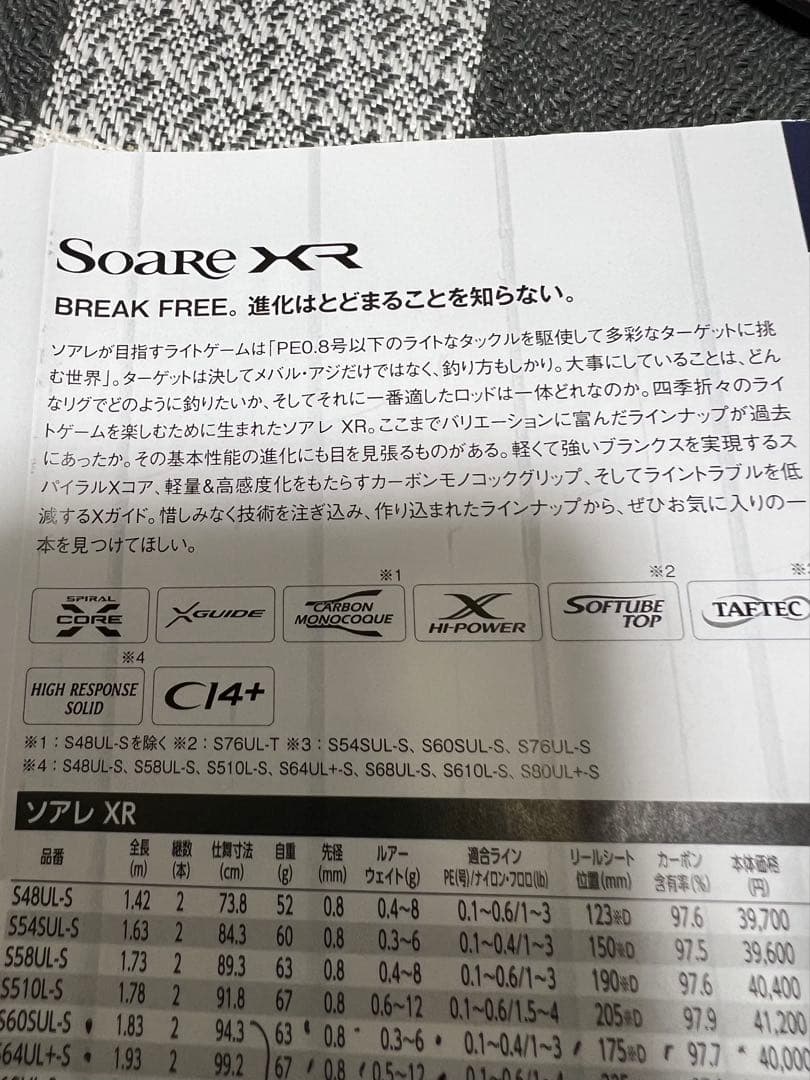 SOARE XR
BREAK FREE。進化はとどまることを知らない。
ソアレが目指すライトゲームは「PE0.8号以下のライトなタックルを駆使して多彩なターゲットに挑
む世界」。ターゲットは決してメバル・アジだけではなく、釣り方もしかり。大事にしていることは、どん
なリグでどのように釣りたいか、そしてそれに一番適したロッドは一体どれなのか。四季折々のライ
トゲームを楽しむために生まれたソアレ XR。ここまでバリエーションに富んだラインナップが過去
にあったか。その基本性能の進化にも目を見張るものがある。軽くて強いブランクスを実現するス
パイラルXコア、軽量&高感度化をもたらすカーボンモノコックグリップ、そしてライントラブルを低
減するXガイド。惜しみなく技術を注ぎ込み、作り込まれたラインナップから、ぜひお気に入りの一
本を見つけてほしい。
※1 ※2 ※3
SPIRAL X CORE XGUIDE CARBON MONOCOQUE X HI-POWER SOFTUBE TOP TAFTEC
※4
HIGH RESPONSE SOLID CI4+
※1：S48UL-Sを除く ※2：S76UL-T ※3：S54SUL-S、S60SUL-S、S76UL-S
※4：S48UL-S、S58UL-S、S510L-S、S64UL+-S、S68UL-S、S610L-S、S80UL+-S
ソアレ XR
品番 全長(m) 継数(本) 仕舞寸法(cm) 自重(g) 先径(mm) ルアーウェイト(g) 適合ライン PE(号)/ナイロン・フロロ(lb) リールシート位置(mm) カーボン含有率(%) 本体価格(円)
S48UL-S 1.42 2 73.8 52 0.8 0.4~8 0.1~0.6/1~3 123※D 97.6 39,700
S54SUL-S 1.63 2 84.3 60 0.8 0.3~6 0.1~0.4/1~3 150※D 97.5 39,600
S58UL-S 1.73 2 89.3 63 0.8 0.4~8 0.1~0.6/1~3 190※D 97.6 40,400
S510L-S 1.78 2 91.8 67 0.8 0.6~12 0.1~0.6/1.5~4 205※D 97.9 41,200
S60SUL-S 1.83 2 94.3 63 0.8 0.3~6 0.1~0.4/1~3 175※D 97.7 40,000
S64UL+-S 1.93 2 99.2 67 0.8 0.5~12